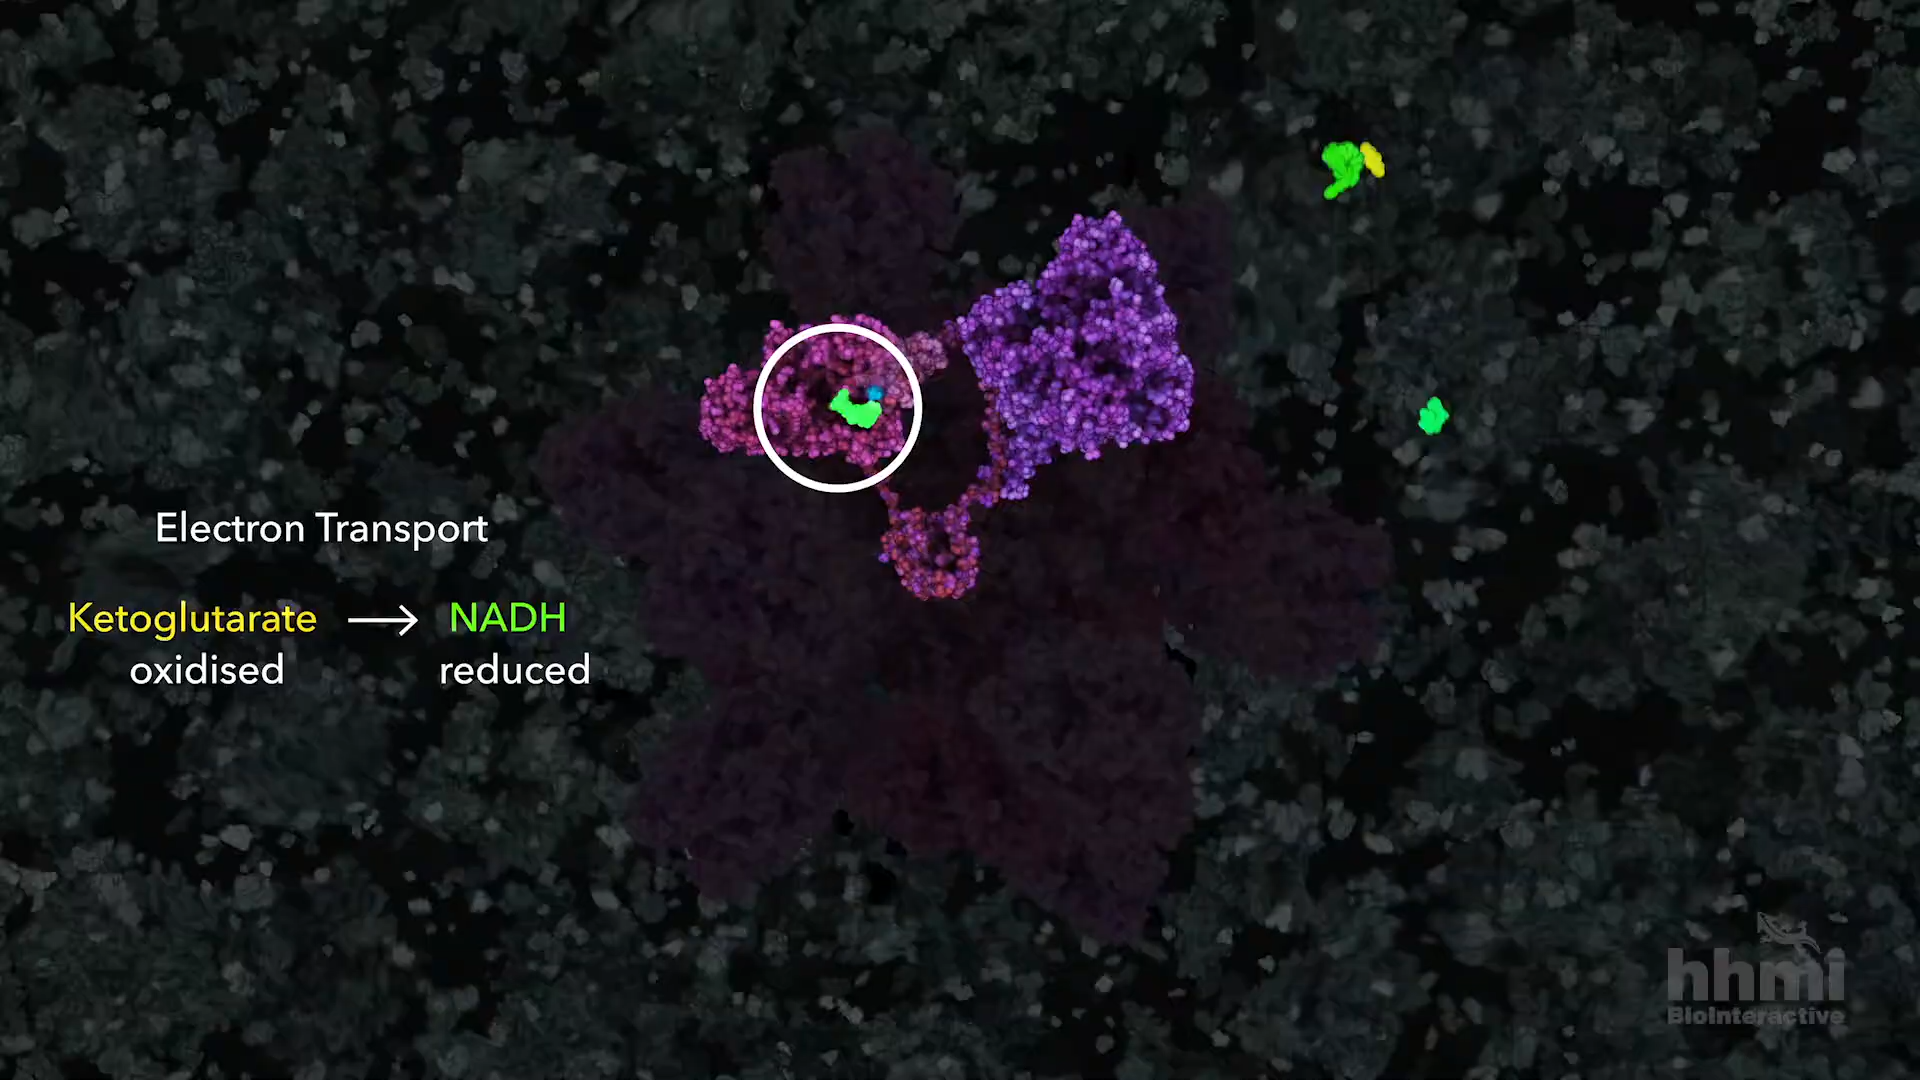 Electron Transport
Ketoglutarate → NADH
oxidised reduced
hhmi
BioInteractive